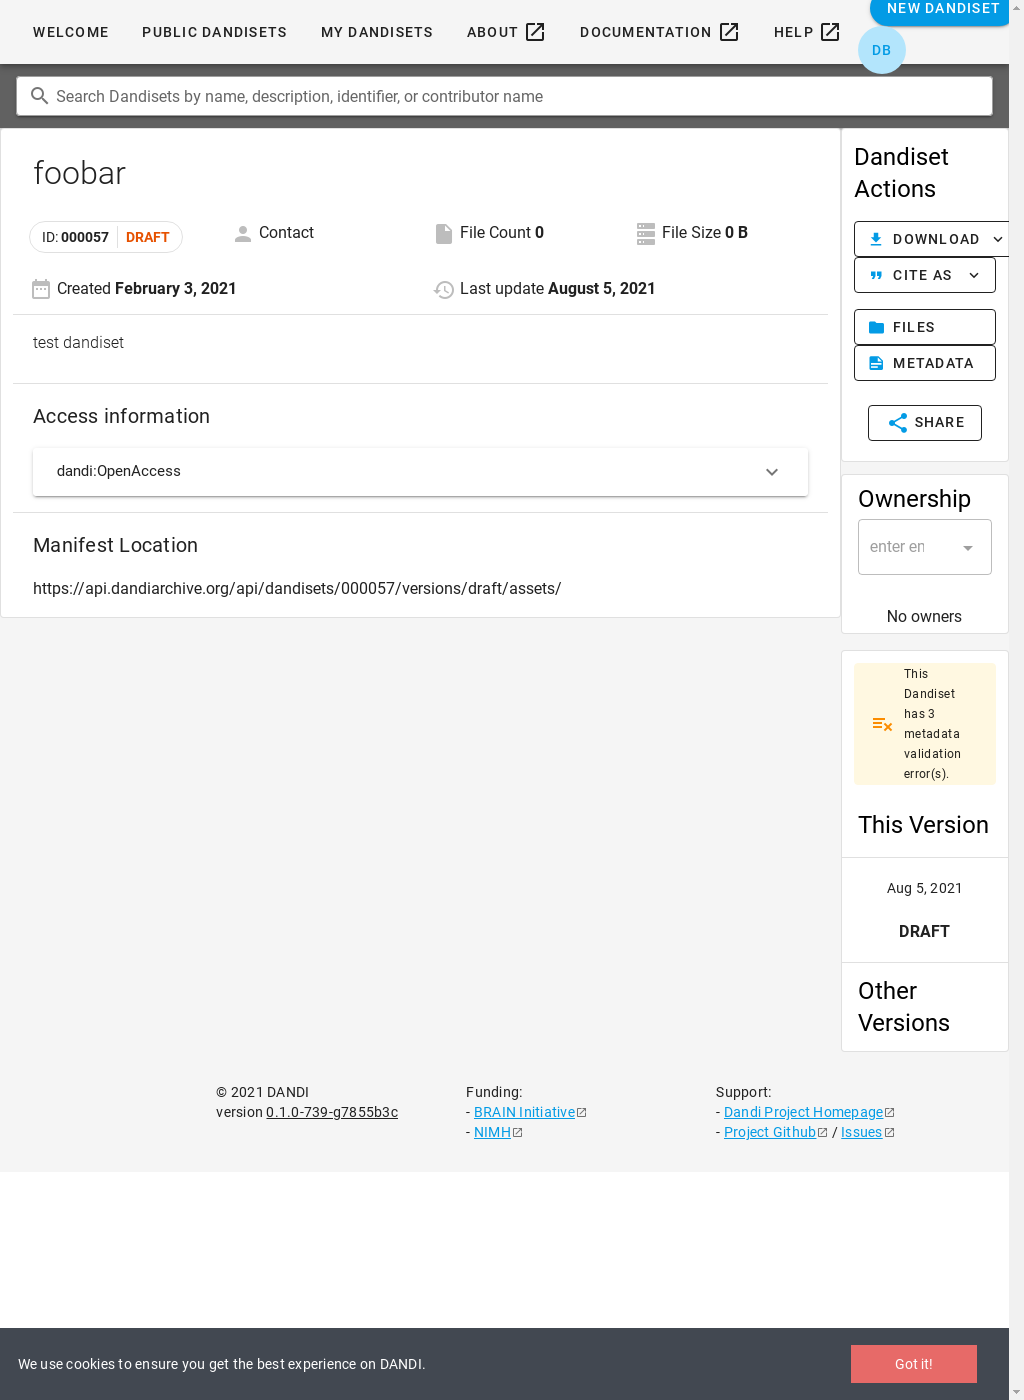 WELCOME PUBLIC DANDISETS MY DANDISETS ABOUT DOCUMENTATION HELP NEW DANDISET
DB
Search Dandisets by name, description, identifier, or contributor name
foobar
ID: 000057 DRAFT Contact File Count 0 File Size 0 B
Created February 3, 2021 Last update August 5, 2021
test dandiset
Access information
dandi:OpenAccess
Manifest Location
https://api.dandiarchive.org/api/dandisets/000057/versions/draft/assets/
Dandiset
Actions
DOWNLOAD
CITE AS
FILES
METADATA
SHARE
Ownership
enter en
No owners
This
Dandiset
has 3
metadata
validation
error(s).
This Version
Aug 5, 2021
DRAFT
Other
Versions
© 2021 DANDI
version 0.1.0-739-g7855b3c
Funding:
- BRAIN Initiative
- NIMH
Support:
- Dandi Project Homepage
- Project Github / Issues
We use cookies to ensure you get the best experience on DANDI.
Got it!